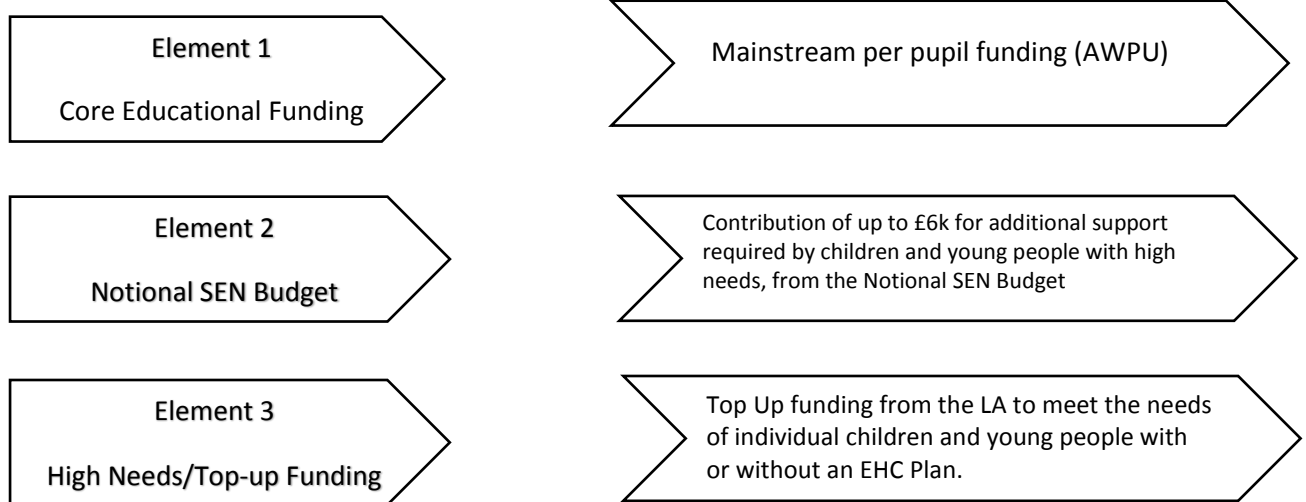 Element 1
Core Educational Funding
Mainstream per pupil funding (AWPU)
Element 2
Notional SEN Budget
Contribution of up to £6k for additional support
required by children and young people with high
needs, from the Notional SEN Budget
Element 3
High Needs/Top-up Funding
Top Up funding from the LA to meet the needs
of individual children and young people with
or without an EHC Plan.